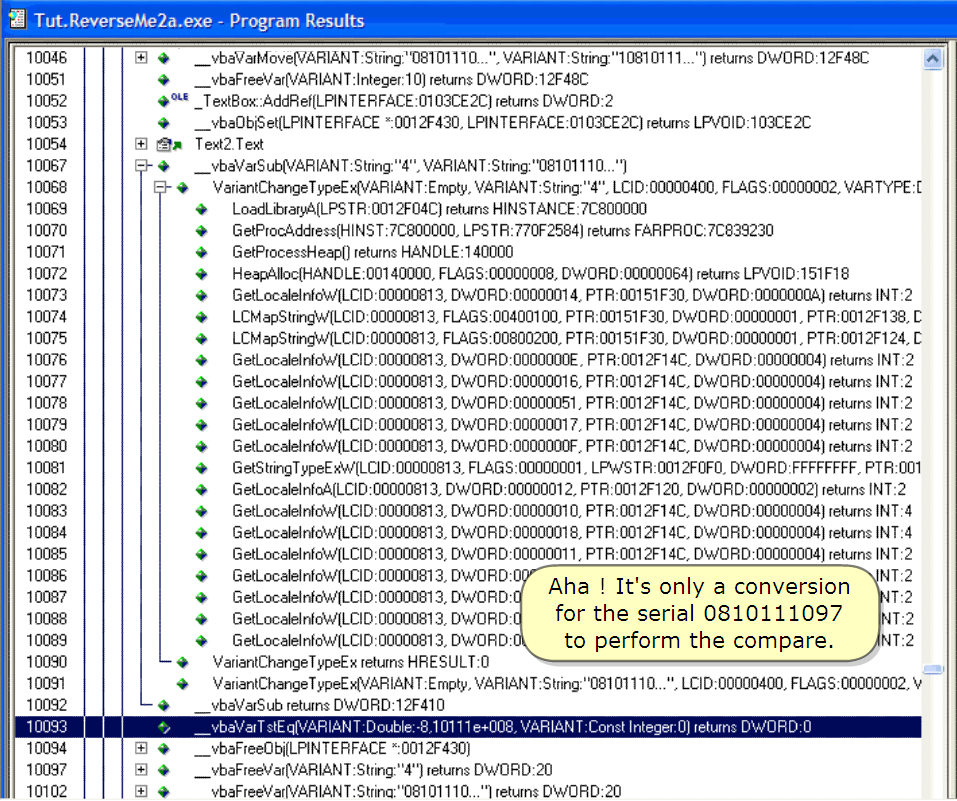 Tut.ReverseMe2a.exe - Program Results
10046 __vbaVarMove(VARIANT:String:"08101110...", VARIANT:String:"10810111...") returns DWORD:12F48C
10051 __vbaFreeVar(VARIANT:Integer:10) returns DWORD:12F48C
10052 OLE _TextBox::AddRef(LPINTERFACE:0103CE2C) returns DWORD:2
10053 __vbaObjSet(LPINTERFACE *:0012F430, LPINTERFACE:0103CE2C) returns LPVOID:103CE2C
10054 Text2.Text
10067 __vbaVarSub(VARIANT:String:"4", VARIANT:String:"08101110...")
10068 VariantChangeTypeEx(VARIANT:Empty, VARIANT:String:"4", LCID:00000400, FLAGS:00000002, VARTYPE:D
10069 LoadLibraryA(LPSTR:0012F04C) returns HINSTANCE:7C800000
10070 GetProcAddress(HINST:7C800000, LPSTR:770F2584) returns FARPROC:7C839230
10071 GetProcessHeap() returns HANDLE:140000
10072 HeapAlloc(HANDLE:00140000, FLAGS:00000008, DWORD:00000064) returns LPVOID:151F18
10073 GetLocaleInfoW(LCID:00000813, DWORD:00000014, PTR:00151F30, DWORD:0000000A) returns INT:2
10074 LCMapStringW(LCID:00000813, FLAGS:00400100, PTR:00151F30, DWORD:00000001, PTR:0012F138, D
10075 LCMapStringW(LCID:00000813, FLAGS:00800200, PTR:00151F30, DWORD:00000001, PTR:0012F124, D
10076 GetLocaleInfoW(LCID:00000813, DWORD:0000000E, PTR:0012F14C, DWORD:00000004) returns INT:2
10077 GetLocaleInfoW(LCID:00000813, DWORD:00000016, PTR:0012F14C, DWORD:00000004) returns INT:2
10078 GetLocaleInfoW(LCID:00000813, DWORD:00000051, PTR:0012F14C, DWORD:00000004) returns INT:2
10079 GetLocaleInfoW(LCID:00000813, DWORD:00000017, PTR:0012F14C, DWORD:00000004) returns INT:2
10080 GetLocaleInfoW(LCID:00000813, DWORD:0000000F, PTR:0012F14C, DWORD:00000004) returns INT:2
10081 GetStringTypeExW(LCID:00000813, FLAGS:00000001, LPWSTR:0012F0F0, DWORD:FFFFFFFF, PTR:001
10082 GetLocaleInfoA(LCID:00000813, DWORD:00000012, PTR:0012F120, DWORD:00000002) returns INT:2
10083 GetLocaleInfoW(LCID:00000813, DWORD:00000010, PTR:0012F14C, DWORD:00000004) returns INT:4
10084 GetLocaleInfoW(LCID:00000813, DWORD:00000018, PTR:0012F14C, DWORD:00000004) returns INT:4
10085 GetLocaleInfoW(LCID:00000813, DWORD:00000011, PTR:0012F14C, DWORD:00000004) returns INT:2
10086 GetLocaleInfoW(LCID:00000813, DWORD:0 INT:2
10087 GetLocaleInfoW(LCID:00000813, DWORD:0 INT:2
10088 GetLocaleInfoW(LCID:00000813, DWORD:0 INT:2
10089 GetLocaleInfoW(LCID:00000813, DWORD:0 INT:2
Aha ! It's only a conversion
for the serial 0810111097
to perform the compare.
10090 VariantChangeTypeEx returns HRESULT:0
10091 VariantChangeTypeEx(VARIANT:Empty, VARIANT:String:"08101110...", LCID:00000400, FLAGS:00000002, V
10092 __vbaVarSub returns DWORD:12F410
10093 __vbaVarTstEq(VARIANT:Double:-8,10111e+008, VARIANT:Const Integer:0) returns DWORD:0
10094 __vbaFreeObj(LPINTERFACE *:0012F430)
10097 __vbaFreeVar(VARIANT:String:"4") returns DWORD:20
10102 __vbaFreeVar(VARIANT:String:"08101110...") returns DWORD:20